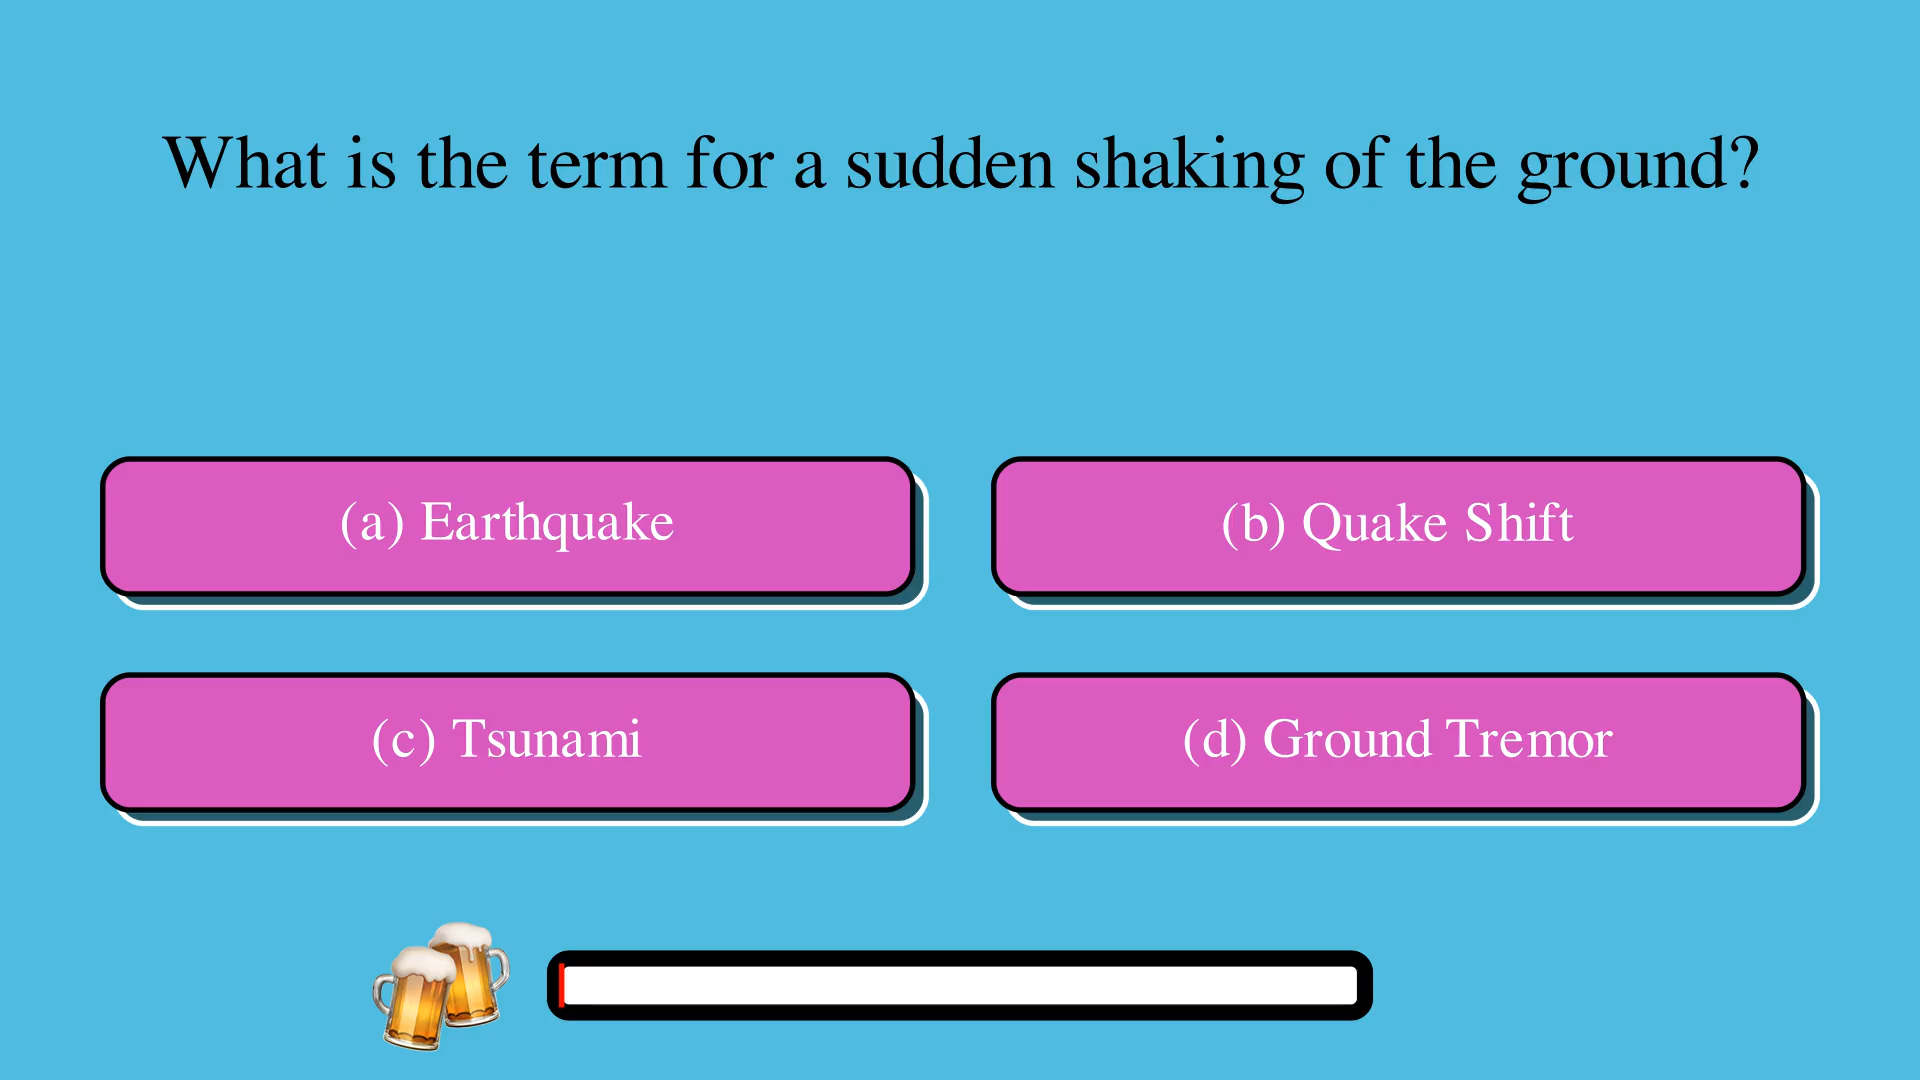 What is the term for a sudden shaking of the ground?
(a) Earthquake
(b) Quake Shift
(c) Tsunami
(d) Ground Tremor